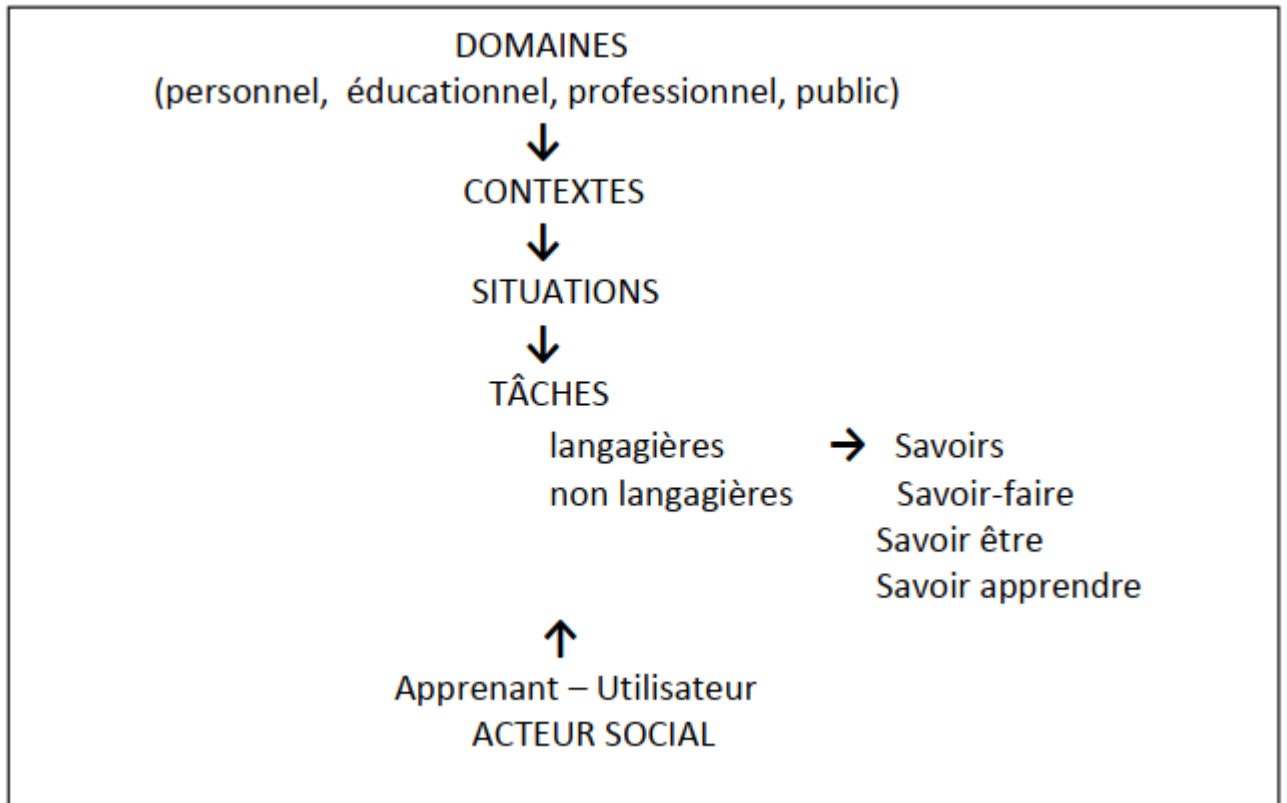 DOMAINES
(personnel, éducationnel, professionnel, public)
↓
CONTEXTES
↓
SITUATIONS
↓
TÂCHES
langagières → Savoirs
non langagières Savoir-faire
Savoir être
Savoir apprendre
↑
Apprenant – Utilisateur
ACTEUR SOCIAL